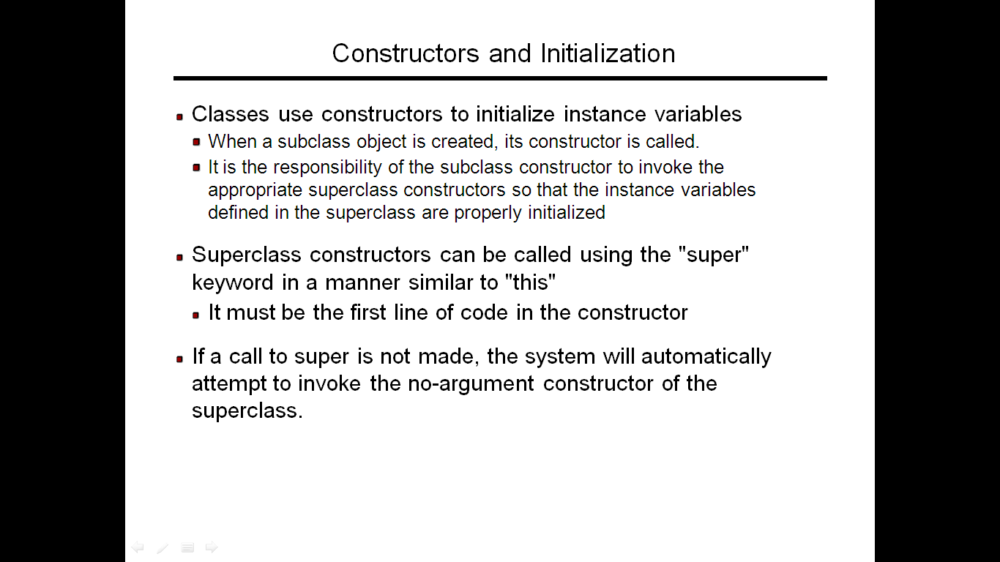 Constructors and Initialization
Classes use constructors to initialize instance variables
When a subclass object is created, its constructor is called.
It is the responsibility of the subclass constructor to invoke the
appropriate superclass constructors so that the instance variables
defined in the superclass are properly initialized
Superclass constructors can be called using the "super"
keyword in a manner similar to "this"
It must be the first line of code in the constructor
If a call to super is not made, the system will automatically
attempt to invoke the no-argument constructor of the
superclass.